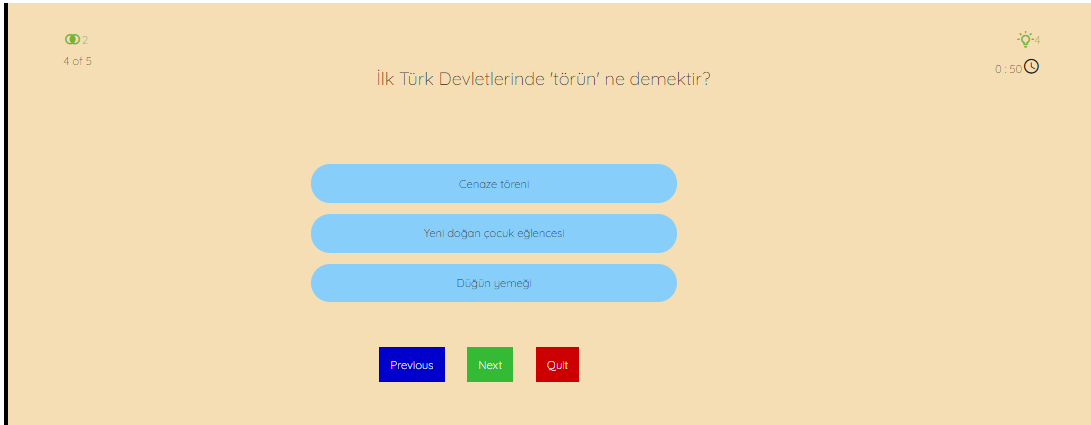 2
4 of 5
4
0 : 50
İlk Türk Devletlerinde 'törün' ne demektir?
Cenaze töreni
Yeni doğan çocuk eğlencesi
Düğün yemeği
Previous
Next
Quit